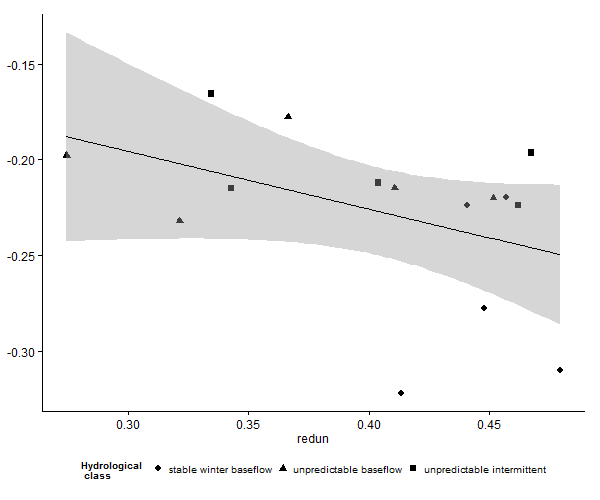 -0.15
-0.20
-0.25
-0.30
0.30 0.35 0.40 0.45
redun
Hydrological
class
stable winter baseflow unpredictable baseflow unpredictable intermittent